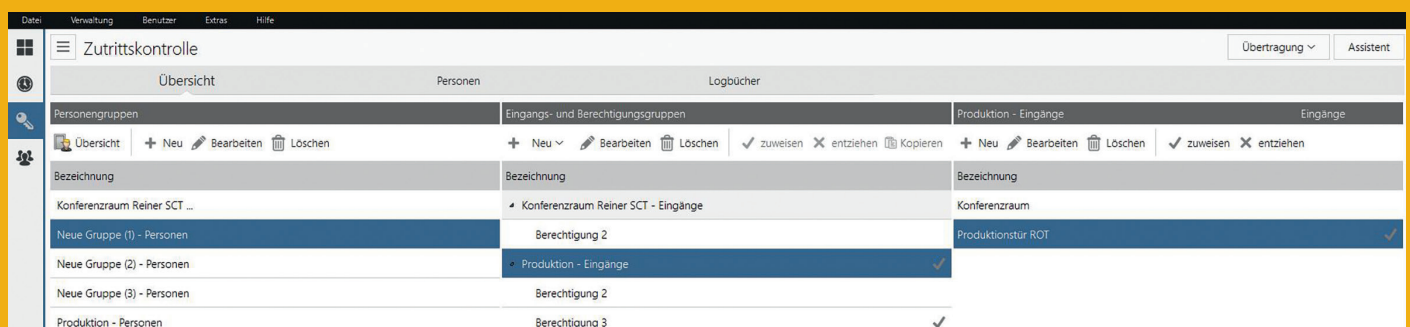 Datei Verwaltung Benutzer Extras Hilfe
Zutrittskontrolle Übertragung Assistent
Übersicht Personen Logbücher
Personengruppen Eingangs- und Berechtigungsgruppen Produktion - Eingänge Eingänge
Übersicht Neu Bearbeiten Löschen Neu Bearbeiten Löschen zuweisen entziehen Kopieren Neu Bearbeiten Löschen zuweisen entziehen
Bezeichnung Bezeichnung Bezeichnung
Konferenzraum Reiner SCT ... Konferenzraum Reiner SCT - Eingänge Konferenzraum
Neue Gruppe (1) - Personen Berechtigung 2 Produktionstür ROT
Neue Gruppe (2) - Personen Produktion - Eingänge
Neue Gruppe (3) - Personen Berechtigung 2
Produktion - Personen Berechtigung 3